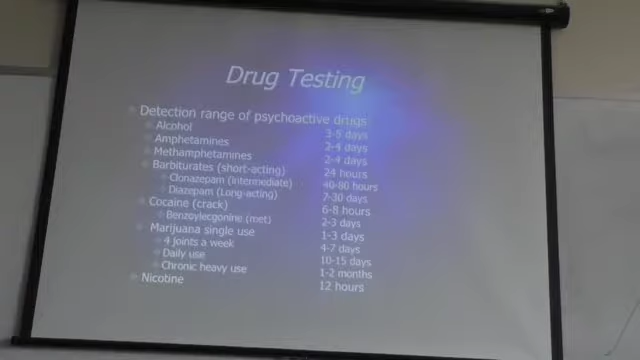 Drug Testing
Detection range of psychoactive drugs
Alcohol 3-5 days
Amphetamines 2-4 days
Methamphetamines 2-4 days
Barbiturates (short-acting) 24 hours
Clonazepam (intermediate) 40-80 hours
Diazepam (Long-acting) 7-30 days
Cocaine (crack) 6-8 hours
Benzoylecgonine (met) 2-3 days
Marijuana single use 1-3 days
4 joints a week 4-7 days
Daily use 10-15 days
Chronic heavy use 1-2 months
Nicotine 12 hours